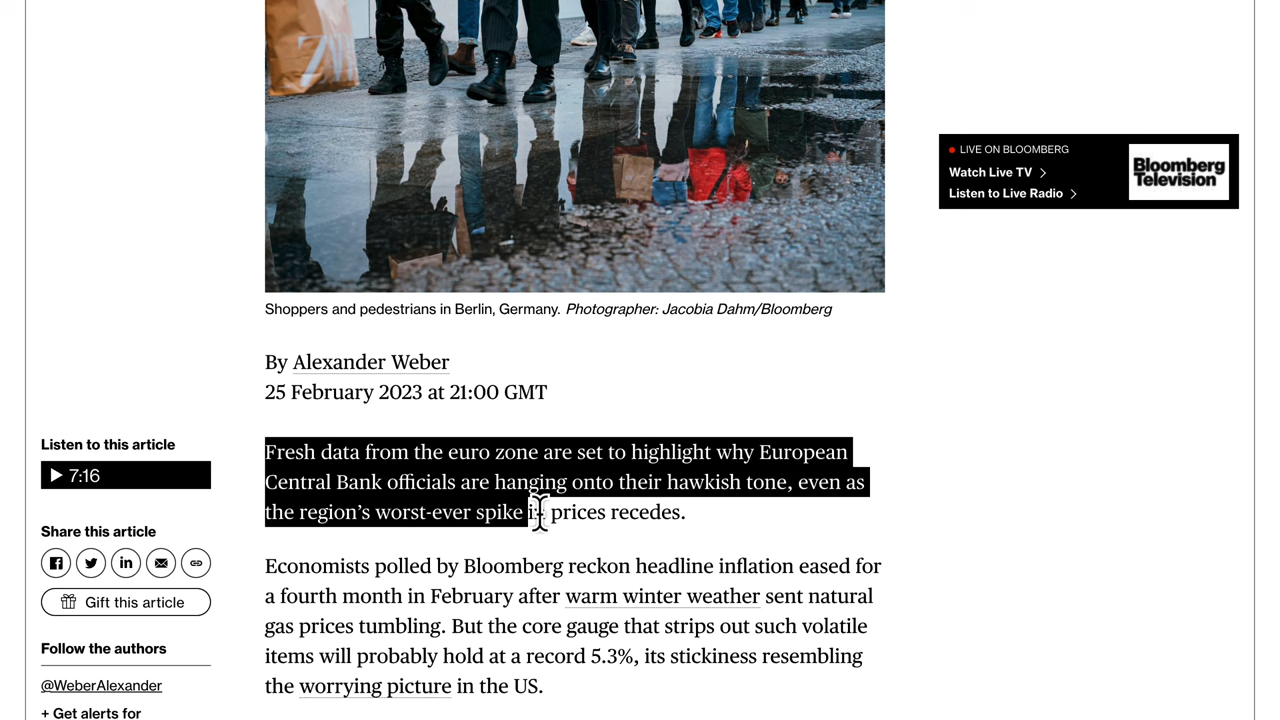 LIVE ON BLOOMBERG
Watch Live TV
Listen to Live Radio
Bloomberg
Television
Shoppers and pedestrians in Berlin, Germany. Photographer: Jacobia Dahm/Bloomberg
By Alexander Weber
25 February 2023 at 21:00 GMT
Listen to this article
7:16
Share this article
Gift this article
Follow the authors
@WeberAlexander
+ Get alerts for
Fresh data from the euro zone are set to highlight why European
Central Bank officials are hanging onto their hawkish tone, even as
the region’s worst-ever spike in prices recedes.
Economists polled by Bloomberg reckon headline inflation eased for
a fourth month in February after warm winter weather sent natural
gas prices tumbling. But the core gauge that strips out such volatile
items will probably hold at a record 5.3%, its stickiness resembling
the worrying picture in the US.